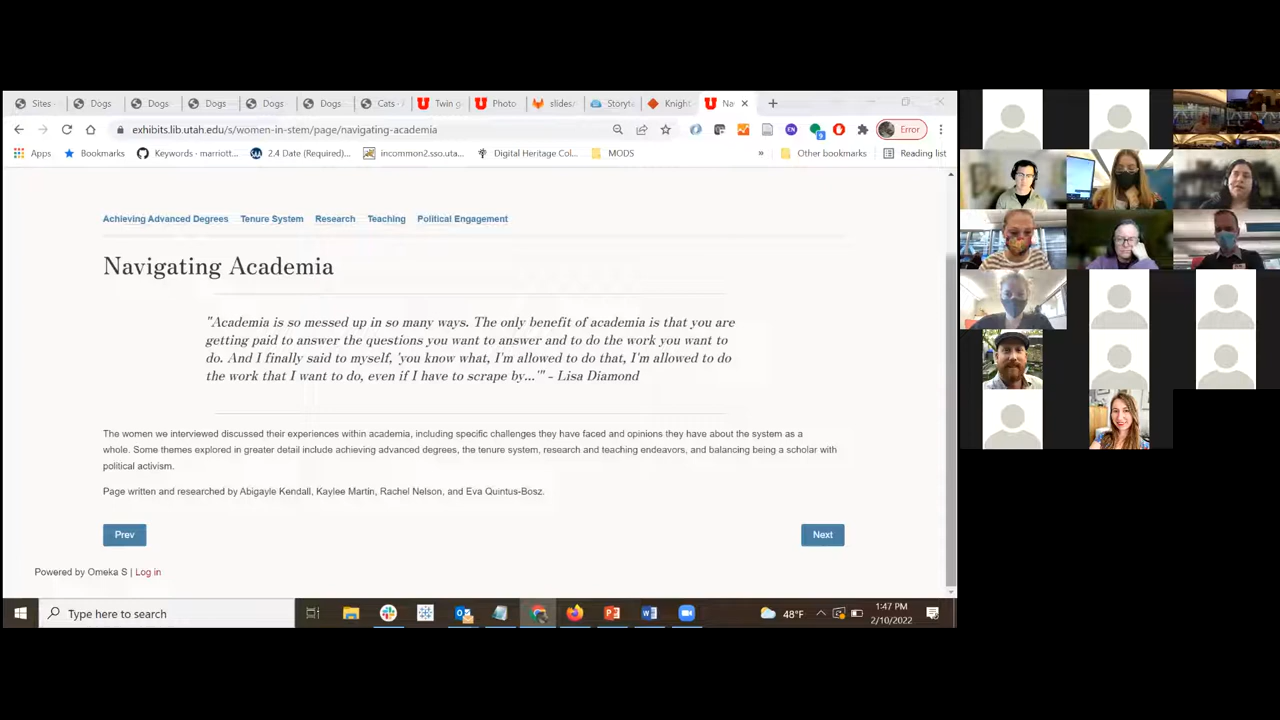 Sites
Dogs
Dogs
Dogs
Dogs
Dogs
Cats
Twin
Photo
slides/
Storyte
Knight
exhibits.lib.utah.edu/s/women-in-stem/page/navigating-academia
Error
Apps
Bookmarks
Keywords - marriott...
2.4 Date (Required)...
incommon2.sso.uta...
Digital Heritage Col...
MODS
»
Other bookmarks
Reading list
Achieving Advanced Degrees Tenure System Research Teaching Political Engagement
Navigating Academia
"Academia is so messed up in so many ways. The only benefit of academia is that you are
getting paid to answer the questions you want to answer and to do the work you want to
do. And I finally said to myself, 'you know what, I'm allowed to do that, I'm allowed to do
the work that I want to do, even if I have to scrape by...'" - Lisa Diamond
The women we interviewed discussed their experiences within academia, including specific challenges they have faced and opinions they have about the system as a
whole. Some themes explored in greater detail include achieving advanced degrees, the tenure system, research and teaching endeavors, and balancing being a scholar with
political activism.
Page written and researched by Abigayle Kendall, Kaylee Martin, Rachel Nelson, and Eva Quintus-Bosz.
Prev
Next
Powered by Omeka S | Log in
Type here to search
48°F
1:47 PM
2/10/2022